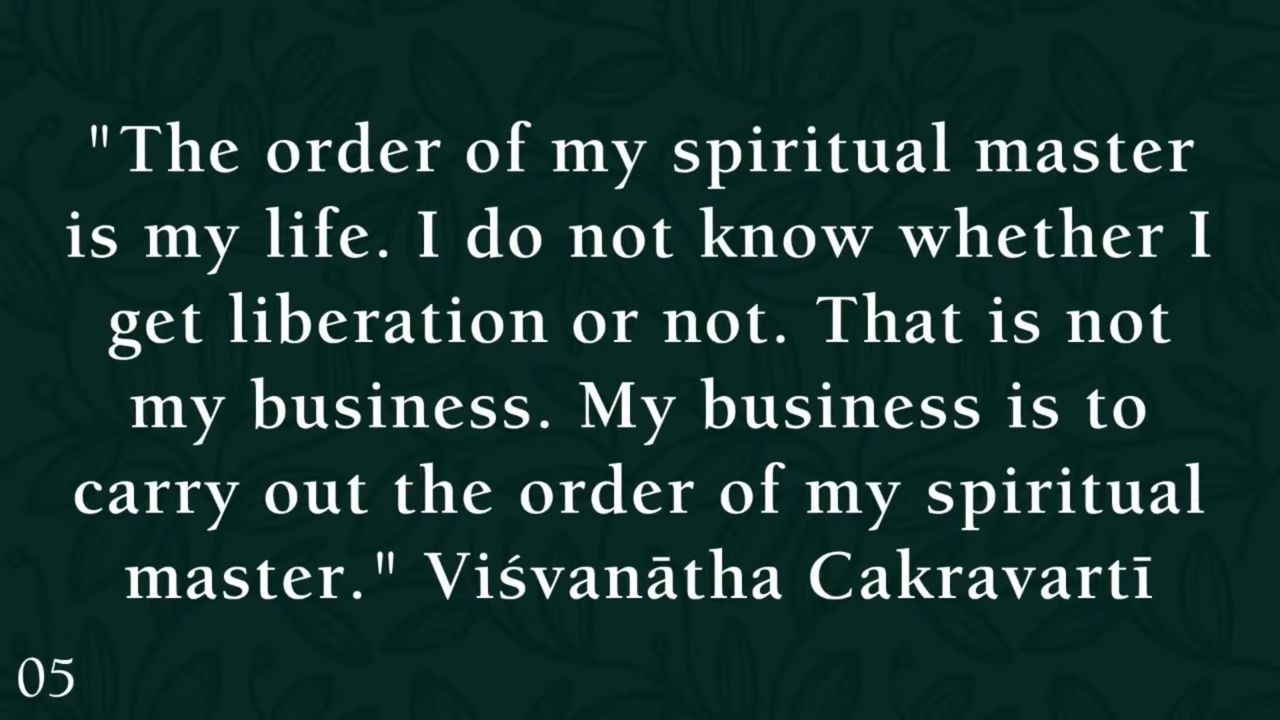 "The order of my spiritual master
is my life. I do not know whether I
get liberation or not. That is not
my business. My business is to
carry out the order of my spiritual
master." Viśvanātha Cakravartī
05